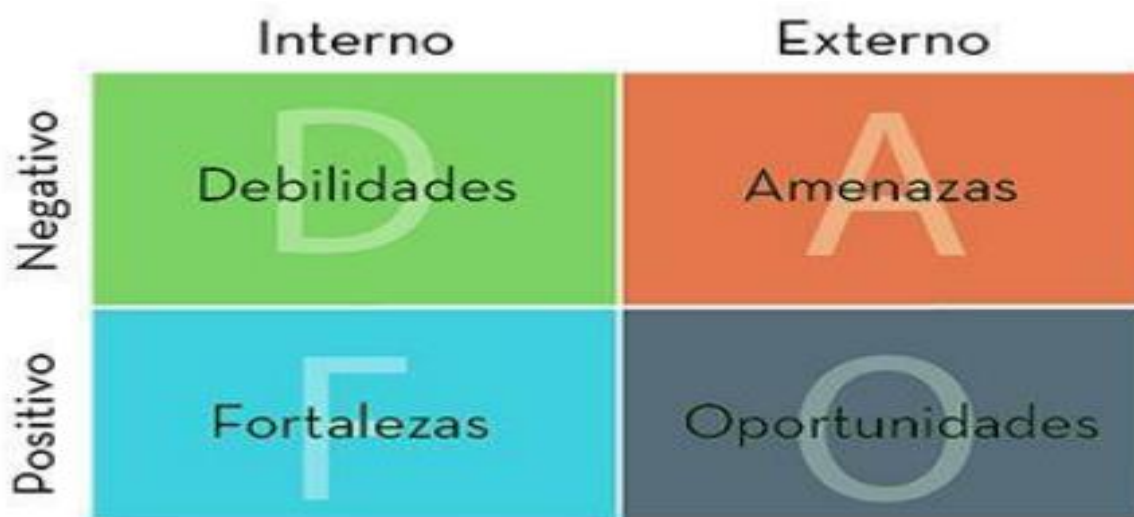 Interno
Externo
Negativo
D
Debilidades
A
Amenazas
Positivo
F
Fortalezas
O
Oportunidades